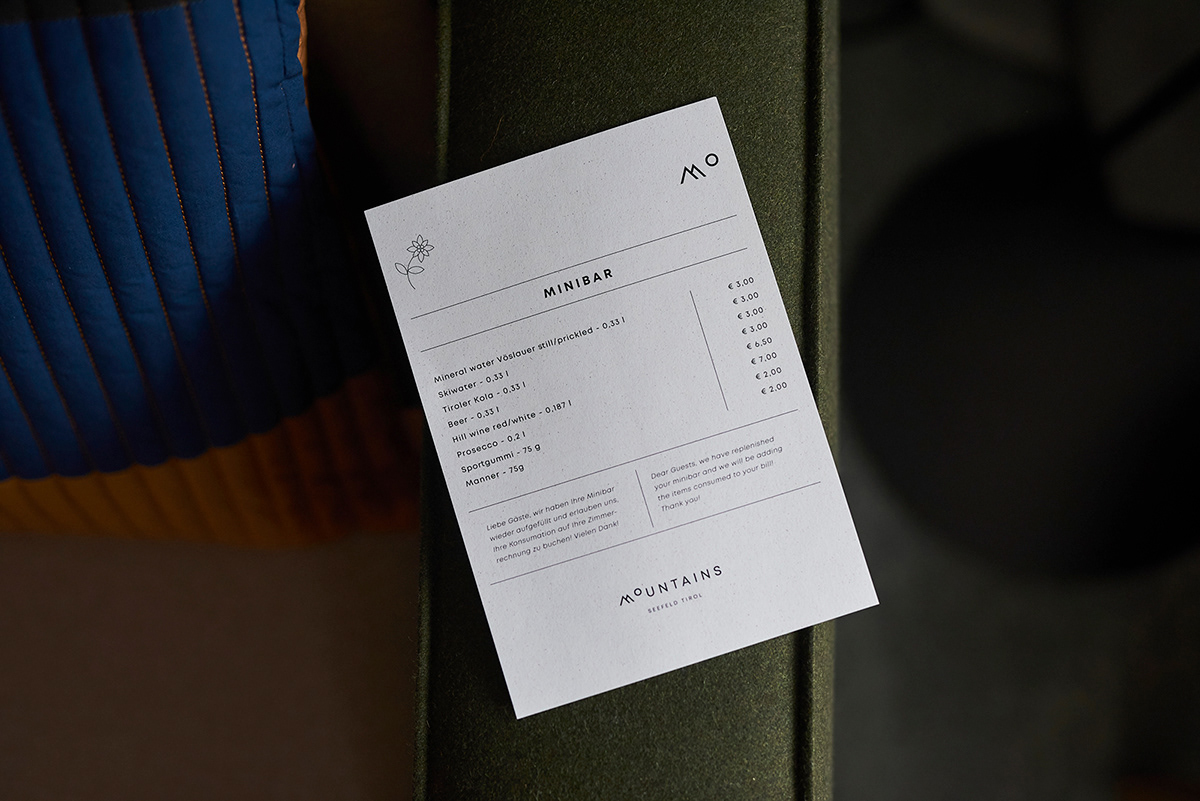 MO
MINIBAR
Mineral water Vöslauer still/prickled - 0,33 l € 3,00
Skiwater - 0,33 l € 3,00
Tiroler Kola - 0,33 l € 3,00
Beer - 0,33 l € 3,00
Hill wine red/white - 0,187 l € 6,50
Prosecco - 0,2 l € 7,00
Sportgummi - 75 g € 2,00
Manner - 75g € 2,00
Liebe Gäste, wir haben Ihre Minibar
wieder aufgefüllt und erlauben uns,
Ihre Konsumation auf Ihre Zimmer-
rechnung zu buchen! Vielen Dank!
Dear Guests, we have replenished
your minibar and we will be adding
the items consumed to your bill!
Thank you!
MOUNTAINS
SEEFELD TIROL